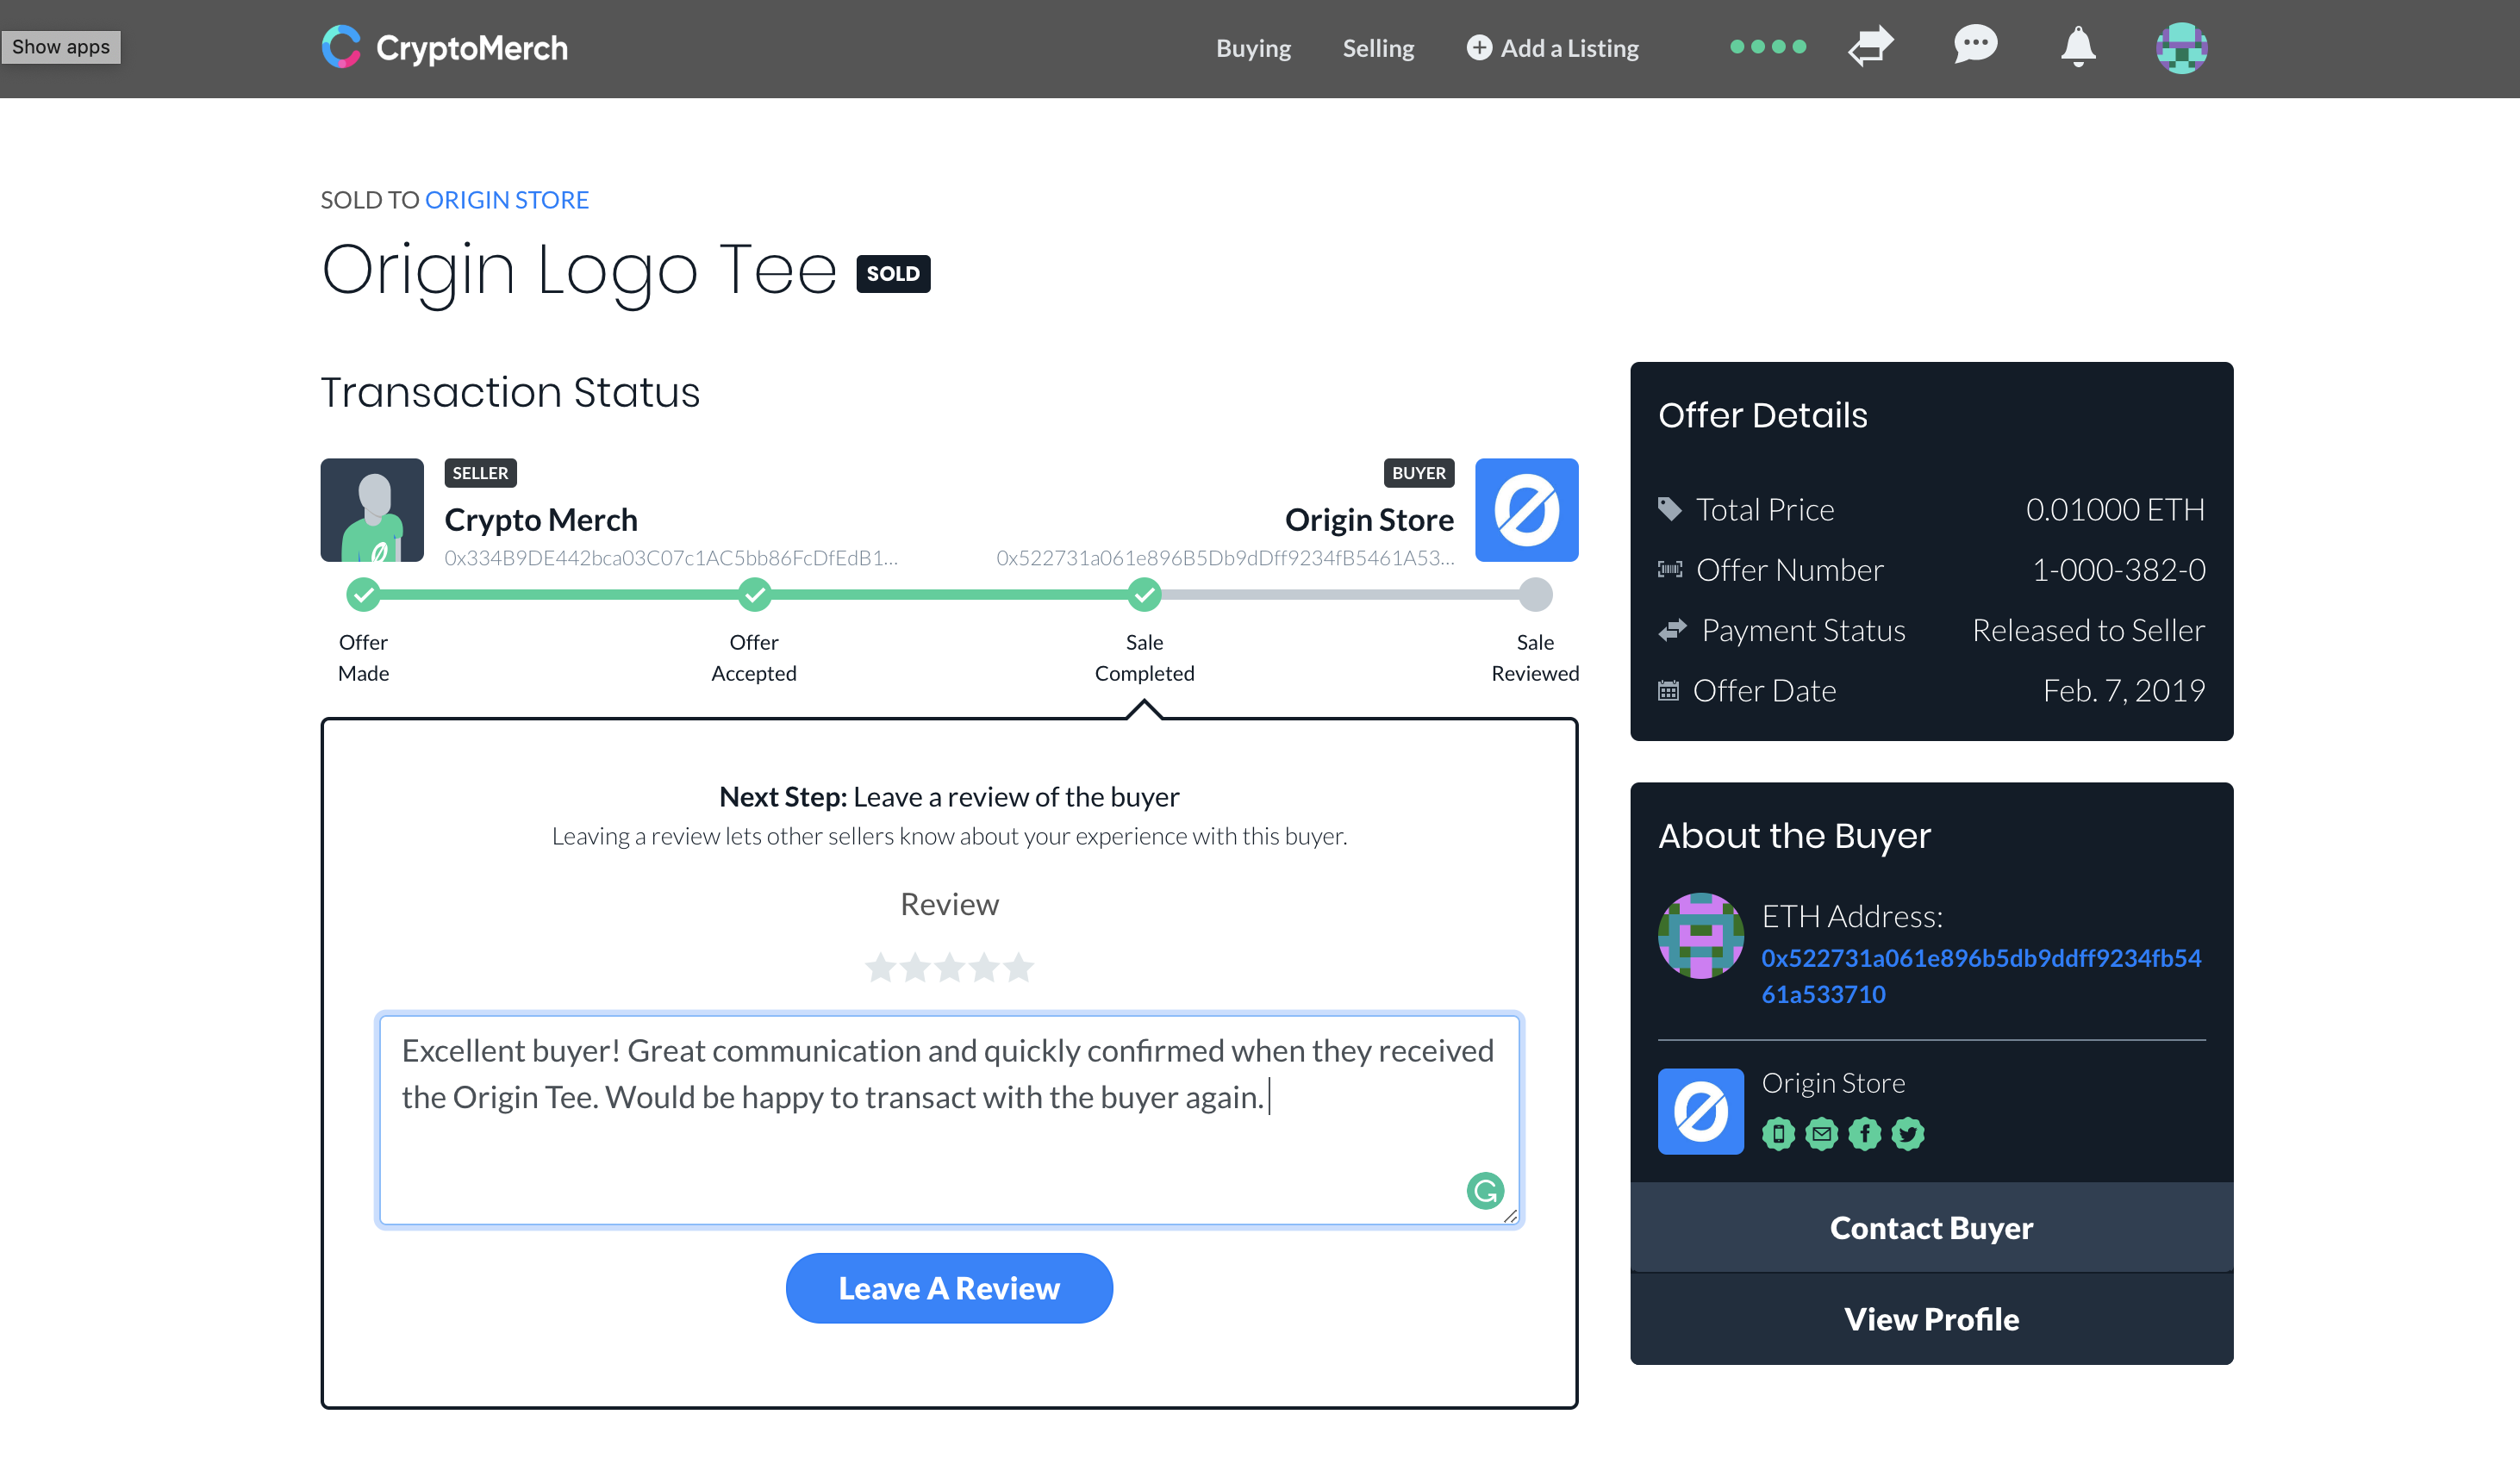 Show apps
CryptoMerch
Buying
Selling
Add a Listing
SOLD TO ORIGIN STORE
Origin Logo Tee SOLD
Transaction Status
SELLER
Crypto Merch
0x334B9DE442bca03C07c1AC5bb86FcDfEdB1...
BUYER
Origin Store
0x522731a061e896B5Db9dDff9234fB5461A53...
Offer
Made
Offer
Accepted
Sale
Completed
Sale
Reviewed
Next Step: Leave a review of the buyer
Leaving a review lets other sellers know about your experience with this buyer.
Review
Excellent buyer! Great communication and quickly confirmed when they received
the Origin Tee. Would be happy to transact with the buyer again.
Leave A Review
Offer Details
Total Price 0.01000 ETH
Offer Number 1-000-382-0
Payment Status Released to Seller
Offer Date Feb. 7, 2019
About the Buyer
ETH Address:
0x522731a061e896b5db9ddff9234fb54
61a533710
Origin Store
Contact Buyer
View Profile